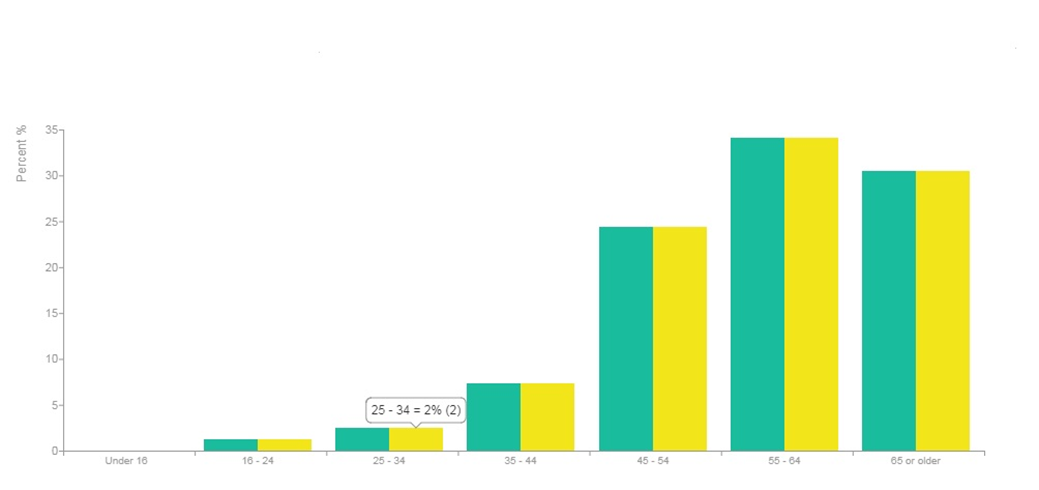 Percent %
35
30
25
20
15
10
5
0
25 - 34 = 2% (2)
Under 16
16 - 24
25 - 34
35 - 44
45 - 54
55 - 64
65 or older